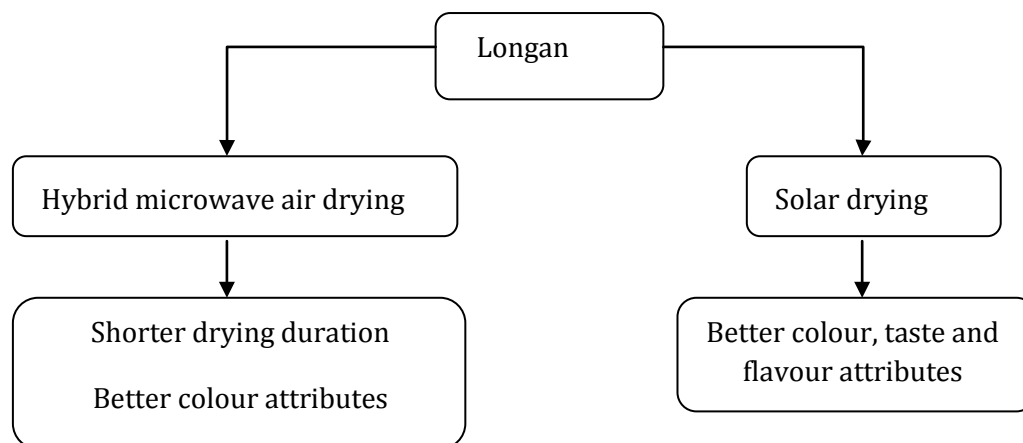 Longan
Hybrid microwave air drying
Solar drying
Shorter drying duration
Better colour attributes
Better colour, taste and
flavour attributes